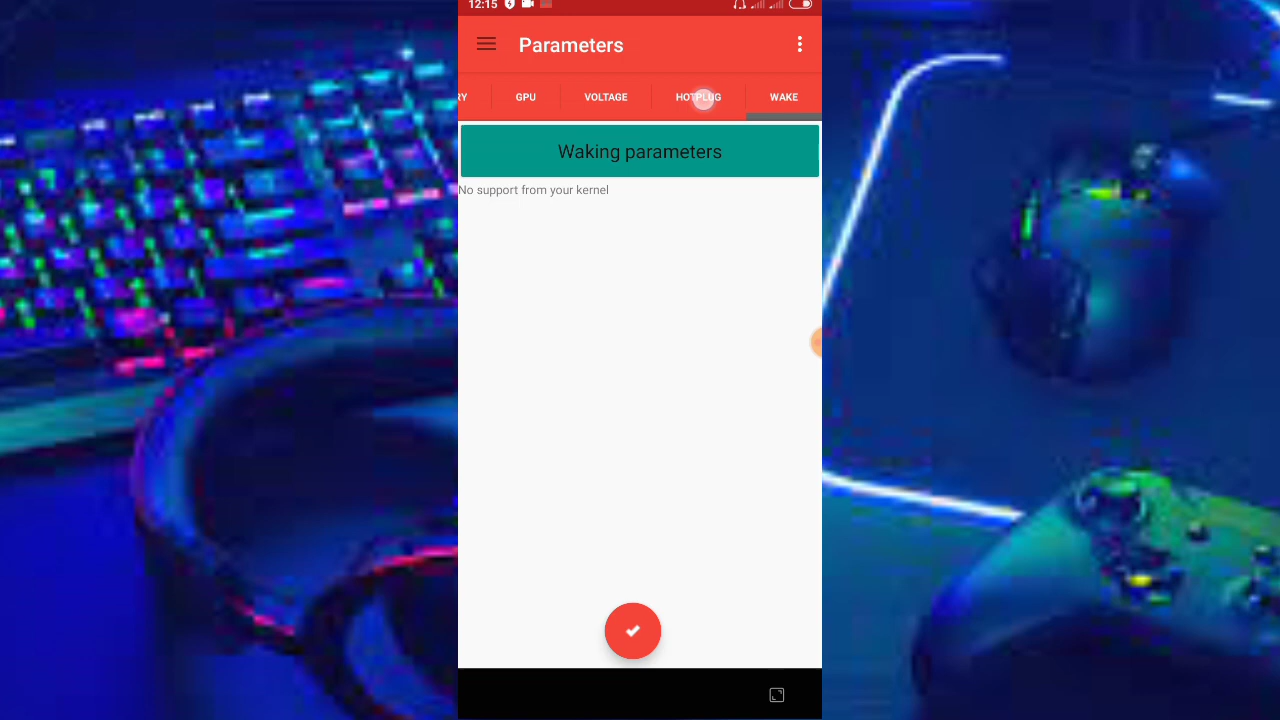 12:15
Parameters
RY GPU VOLTAGE HOTPLUG WAKE
Waking parameters
No support from your kernel